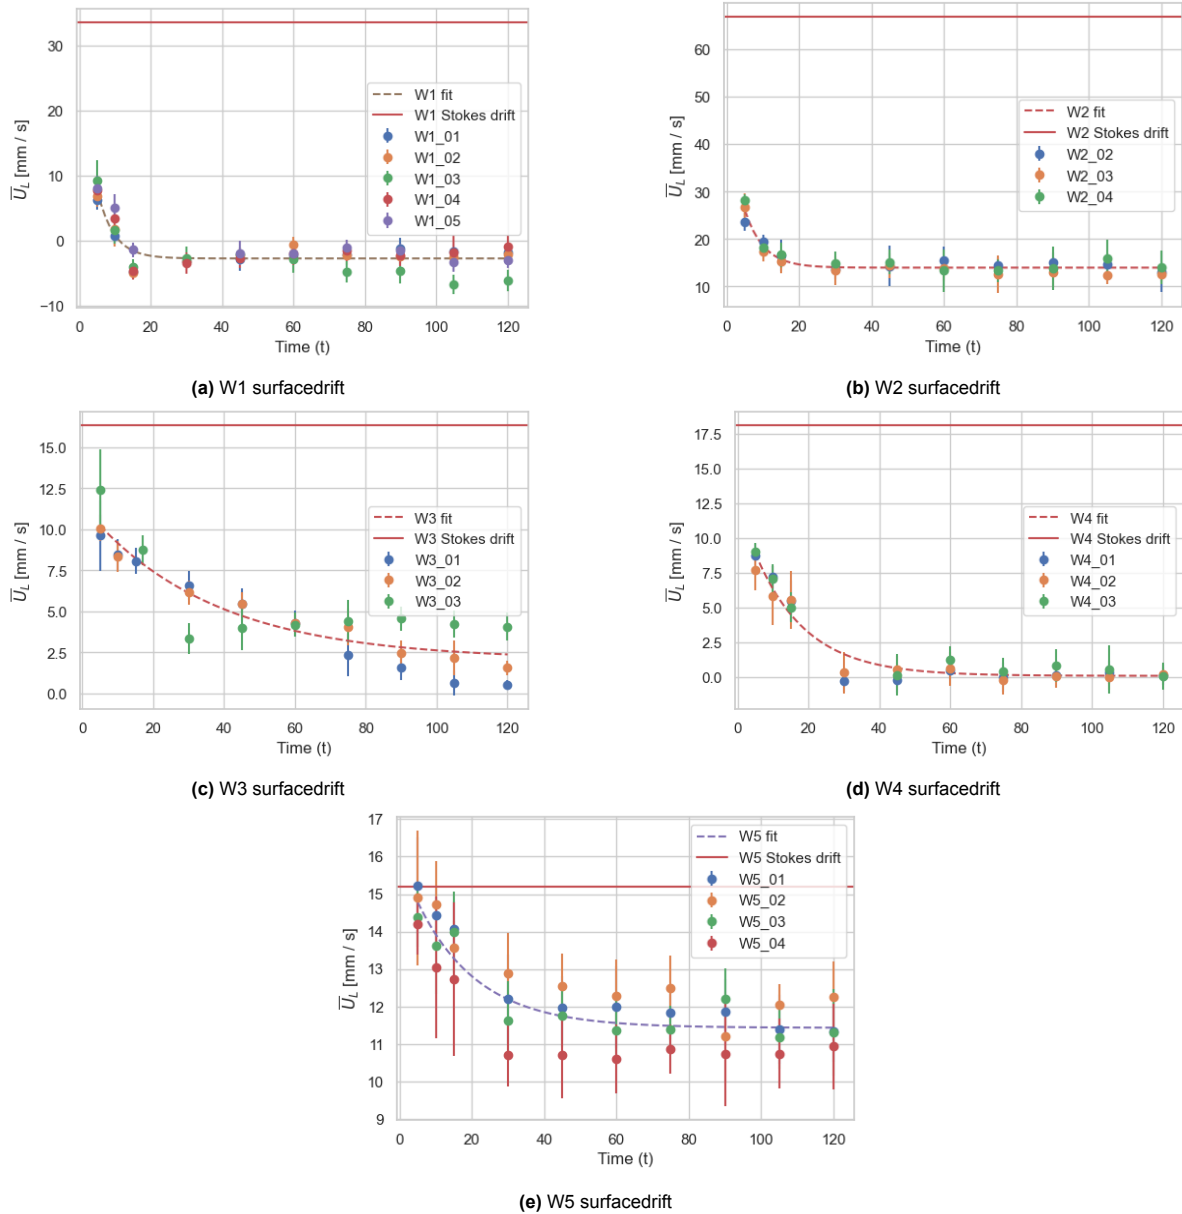 30
20
10
0
−10
U_L [mm / s]
W1 fit
W1 Stokes drift
W1_01
W1_02
W1_03
W1_04
W1_05
0 20 40 60 80 100 120
Time (t)
(a) W1 surfacedrift
60
50
40
30
20
10
U_L [mm / s]
W2 fit
W2 Stokes drift
W2_02
W2_03
W2_04
0 20 40 60 80 100 120
Time (t)
(b) W2 surfacedrift
15.0
12.5
10.0
7.5
5.0
2.5
0.0
U_L [mm / s]
W3 fit
W3 Stokes drift
W3_01
W3_02
W3_03
0 20 40 60 80 100 120
Time (t)
(c) W3 surfacedrift
17.5
15.0
12.5
10.0
7.5
5.0
2.5
0.0
U_L [mm / s]
W4 fit
W4 Stokes drift
W4_01
W4_02
W4_03
0 20 40 60 80 100 120
Time (t)
(d) W4 surfacedrift
17
16
15
14
13
12
11
10
9
U_L [mm / s]
W5 fit
W5 Stokes drift
W5_01
W5_02
W5_03
W5_04
0 20 40 60 80 100 120
Time (t)
(e) W5 surfacedrift